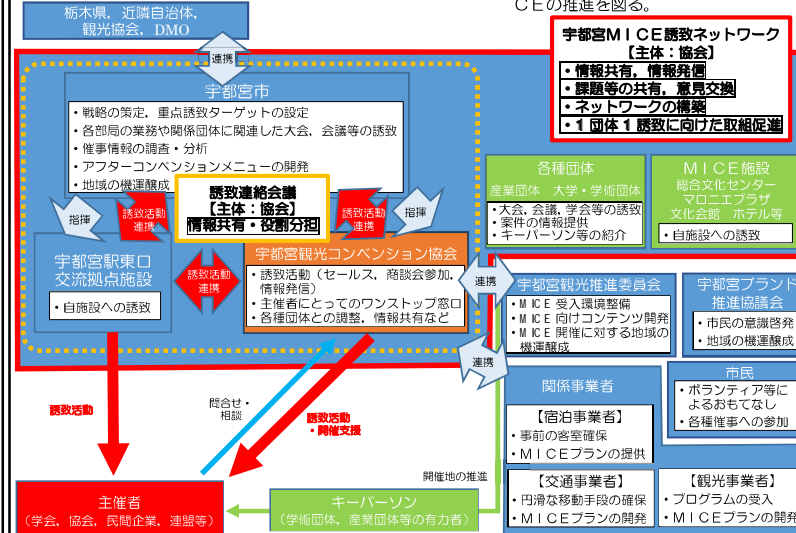 CEの推進を図る。
栃木県，近隣自治体，
観光協会，DMO
連携
宇都宮MICE誘致ネットワーク
【主体：協会】
・情報共有，情報発信
・課題等の共有，意見交換
・ネットワークの構築
・1団体1誘致に向けた取組促進
宇都宮市
・戦略の策定，重点誘致ターゲットの設定
・各部局の業務や関係団体に関連した大会，会議等の誘致
・催事情報の調査・分析
・アフターコンベンションメニューの開発
・地域の機運醸成
誘致連絡会議
【主体：協会】
情報共有・役割分担
指揮
誘致活動
連携
誘致活動
連携
指揮
各種団体
産業団体　大学・学術団体
・大会，会議，学会等の誘致
・案件の情報提供
・キーパーソン等の紹介
MICE施設
総合文化センター
マロニエプラザ
文化会館　ホテル等
・自施設への誘致
宇都宮駅東口
交流拠点施設
・自施設への誘致
誘致活動
連携
宇都宮観光コンベンション協会
・誘致活動（セールス，商談会参加，
情報発信）
・主催者にとってのワンストップ窓口
・各種団体との調整，情報共有など
連携
連携
宇都宮観光推進委員会
・MICE 受入環境整備
・MICE 向けコンテンツ開発
・MICE 開催に対する地域の
機運醸成
宇都宮ブランド
推進協議会
・市民の意識啓発
・地域の機運醸成
市民
・ボランティア等に
よるおもてなし
・各種催事への参加
関係事業者
【宿泊事業者】
・事前の客室確保
・MICEプランの提供
【交通事業者】
・円滑な移動手段の確保
・MICEプランの開発
【観光事業者】
・プログラムの受入
・MICEプランの開発
誘致活動
問合せ・
相談
誘致活動
・開催支援
開催地の推進
主催者
（学会，協会，民間企業，連盟等）
キーパーソン
（学術団体，産業団体等の有力者）